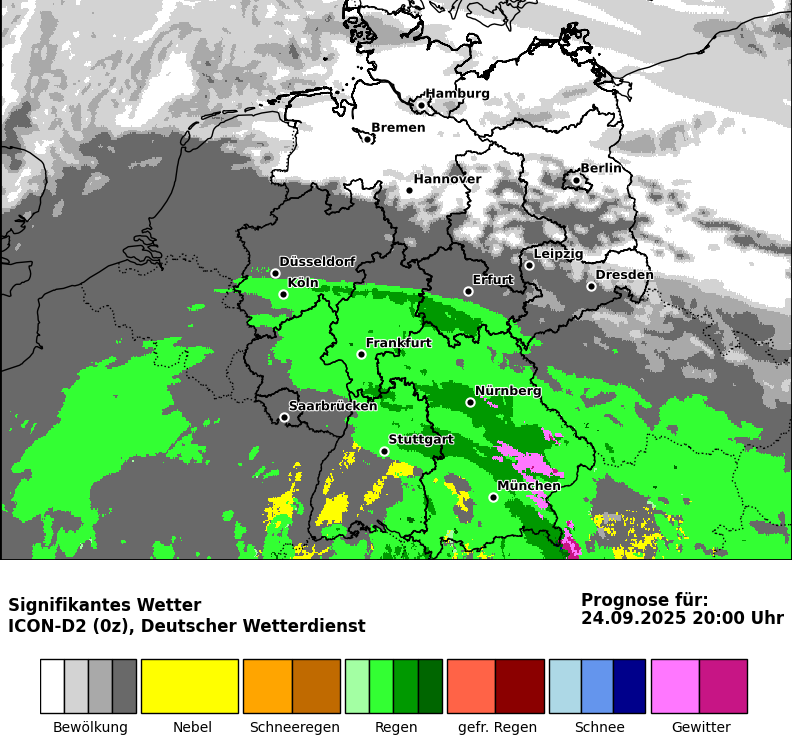 Hamburg
Bremen
Berlin
Hannover
Leipzig
Düsseldorf
Dresden
Köln
Erfurt
Frankfurt
Nürnberg
Saarbrücken
Stuttgart
München
Signifikantes Wetter
ICON-D2 (0z), Deutscher Wetterdienst
Prognose für:
24.09.2025 20:00 Uhr
Bewölkung Nebel Schneeregen Regen gefr. Regen Schnee Gewitter